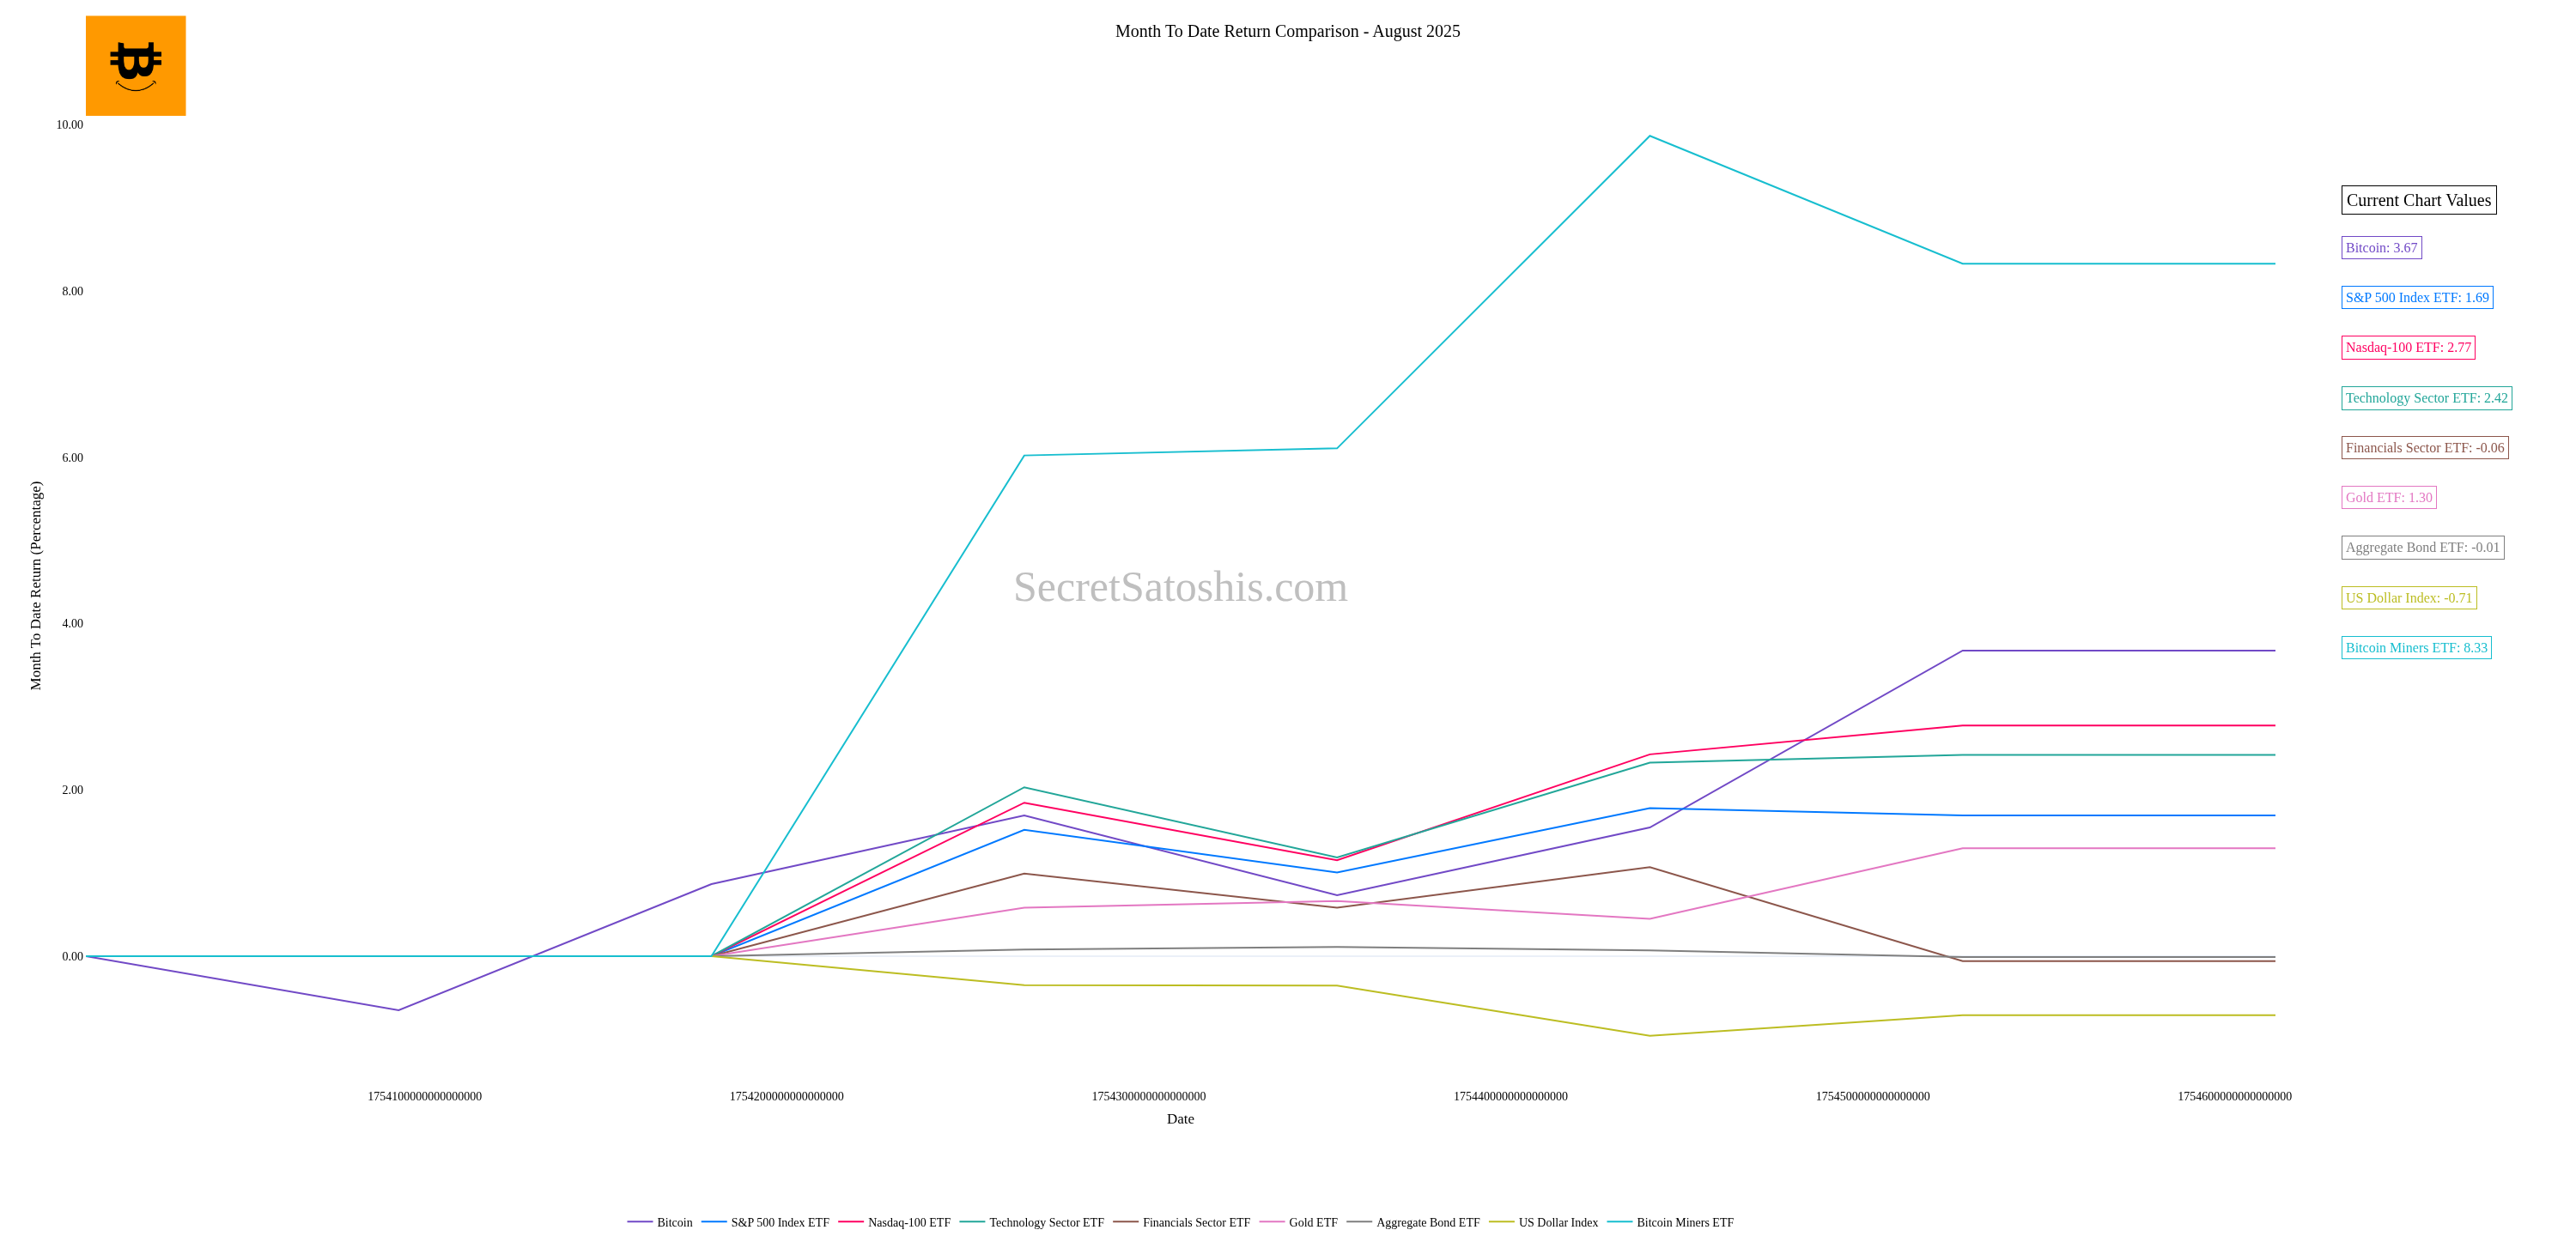 Month To Date Return Comparison - August 2025
10.00
8.00
6.00
4.00
2.00
0.00
Month To Date Return (Percentage)
SecretSatoshis.com
Current Chart Values
Bitcoin: 3.67
S&P 500 Index ETF: 1.69
Nasdaq-100 ETF: 2.77
Technology Sector ETF: 2.42
Financials Sector ETF: -0.06
Gold ETF: 1.30
Aggregate Bond ETF: -0.01
US Dollar Index: -0.71
Bitcoin Miners ETF: 8.33
1754100000000000000 1754200000000000000 1754300000000000000 1754400000000000000 1754500000000000000 1754600000000000000
Date
Bitcoin S&P 500 Index ETF Nasdaq-100 ETF Technology Sector ETF Financials Sector ETF Gold ETF Aggregate Bond ETF US Dollar Index Bitcoin Miners ETF